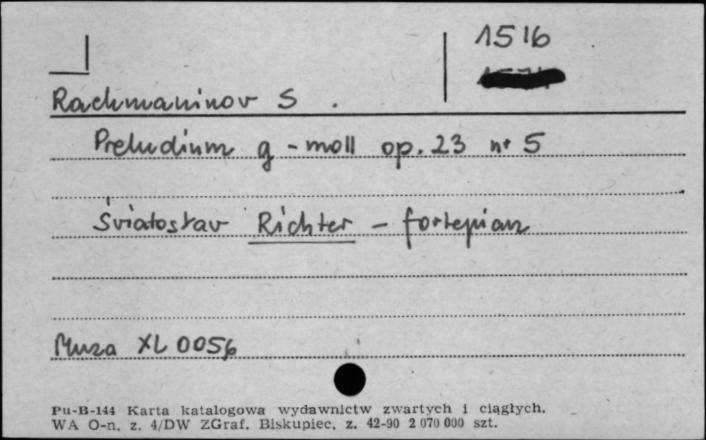 1516
Rachmaninov S.
Preludium g-moll op. 23 nr 5
Światosław Richter - fortepian
Muza XL 0056
Pu-B-144 Karta katalogowa wydawnictw zwartych i ciągłych.
WA O-n. z. 4/DW ZGraf. Biskupiec, z. 42-90 2 070 000 szt.